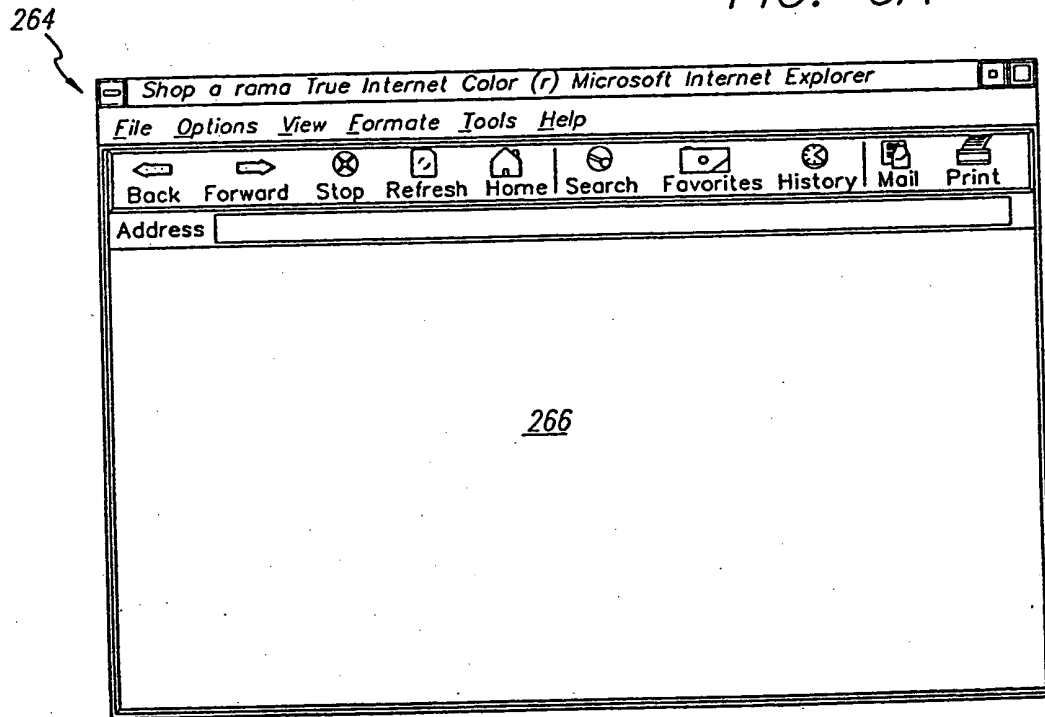 264
Shop a rama True Internet Color (r) Microsoft Internet Explorer
File Options View Formate Tools Help
Back Forward Stop Refresh Home Search Favorites History Mail Print
Address
266